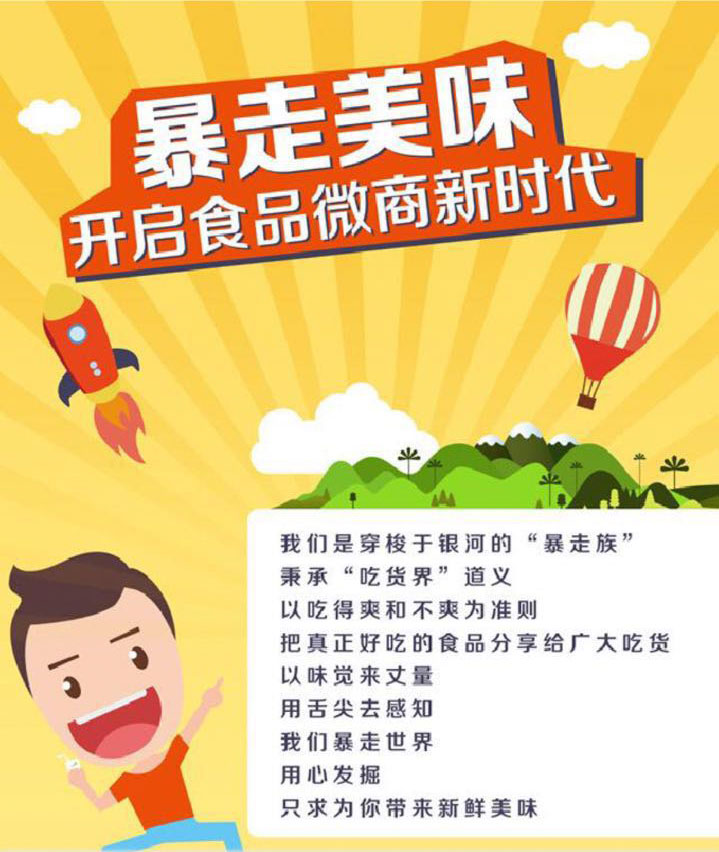 暴走美味
开启食品微商新时代
我们是穿梭于银河的“暴走族”
秉承“吃货界”道义
以吃得爽和不爽为准则
把真正好吃的食品分享给广大吃货
以味觉来丈量
用舌尖去感知
我们暴走世界
用心发掘
只求为你带来新鲜美味